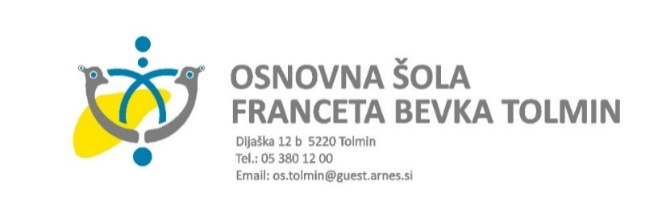 OSNOVNA ŠOLA
FRANCETA BEVKA TOLMIN
Dijaška 12 b 5220 Tolmin
Tel.: 05 380 12 00
Email: os.tolmin@guest.arnes.si